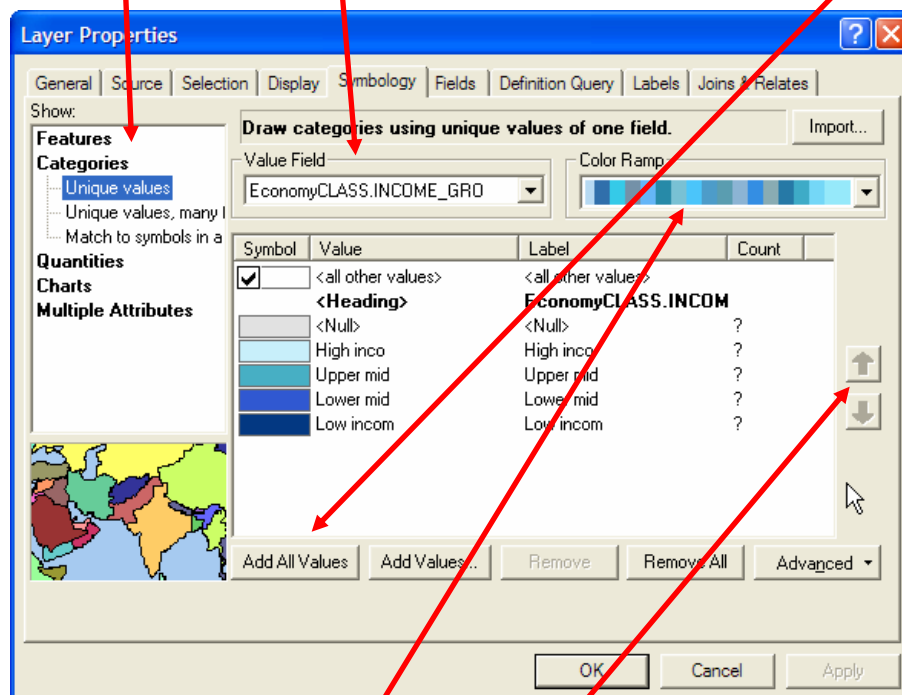 Layer Properties
General Source Selection Display Symbology Fields Definition Query Labels Joins & Relates
Show:
Features
Categories
Unique values
Unique values, many
Match to symbols in a
Quantities
Charts
Multiple Attributes
Draw categories using unique values of one field.
Import...
Value Field
EconomyCLASS.INCOME_GRO
Color Ramp
Symbol Value Label Count
<all other values> <all other values>
<Heading> EconomyCLASS.INCOM
<Null> <Null> ?
High inco High inco ?
Upper mid Upper mid ?
Lower mid Lower mid ?
Low incom Low incom ?
Add All Values Add Values... Remove Remove All Advanced
OK Cancel Apply